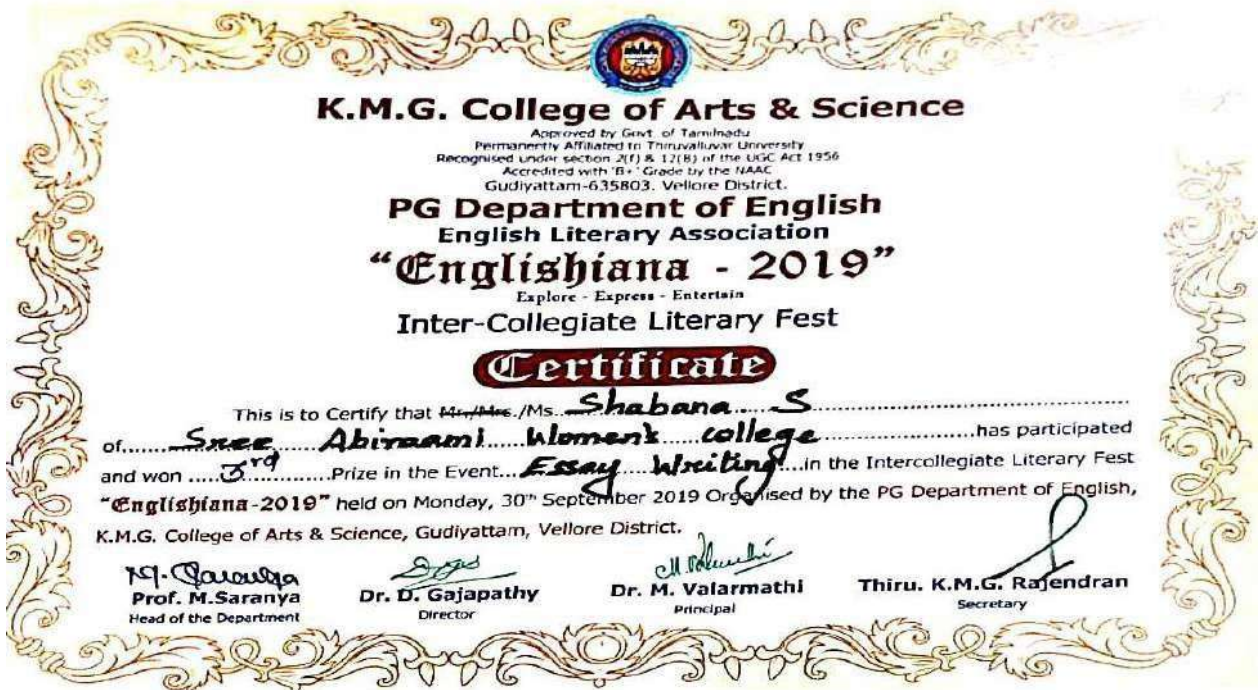 K.M.G. College of Arts & Science
Approved by Govt. of Tamilnadu
Permanently Affiliated to Thiruvalluvar University
Recognised under section 2(f) & 12(B) of the UGC Act 1956
Accredited with 'B+' Grade by the NAAC
Gudiyattam-635803. Vellore District.
PG Department of English
English Literary Association
"Englishiana - 2019"
Explore - Express - Entertain
Inter-Collegiate Literary Fest
Certificate
This is to Certify that Mr./Mrs./Ms. Shabana S
of Sree Abiraami Women's college has participated
and won 3rd Prize in the Event Essay Writing in the Intercollegiate Literary Fest
"Englishiana-2019" held on Monday, 30th September 2019 Organised by the PG Department of English,
K.M.G. College of Arts & Science, Gudiyattam, Vellore District.
Prof. M.Saranya Dr. D. Gajapathy Dr. M. Valarmathi Thiru. K.M.G. Rajendran
Head of the Department Director Principal Secretary